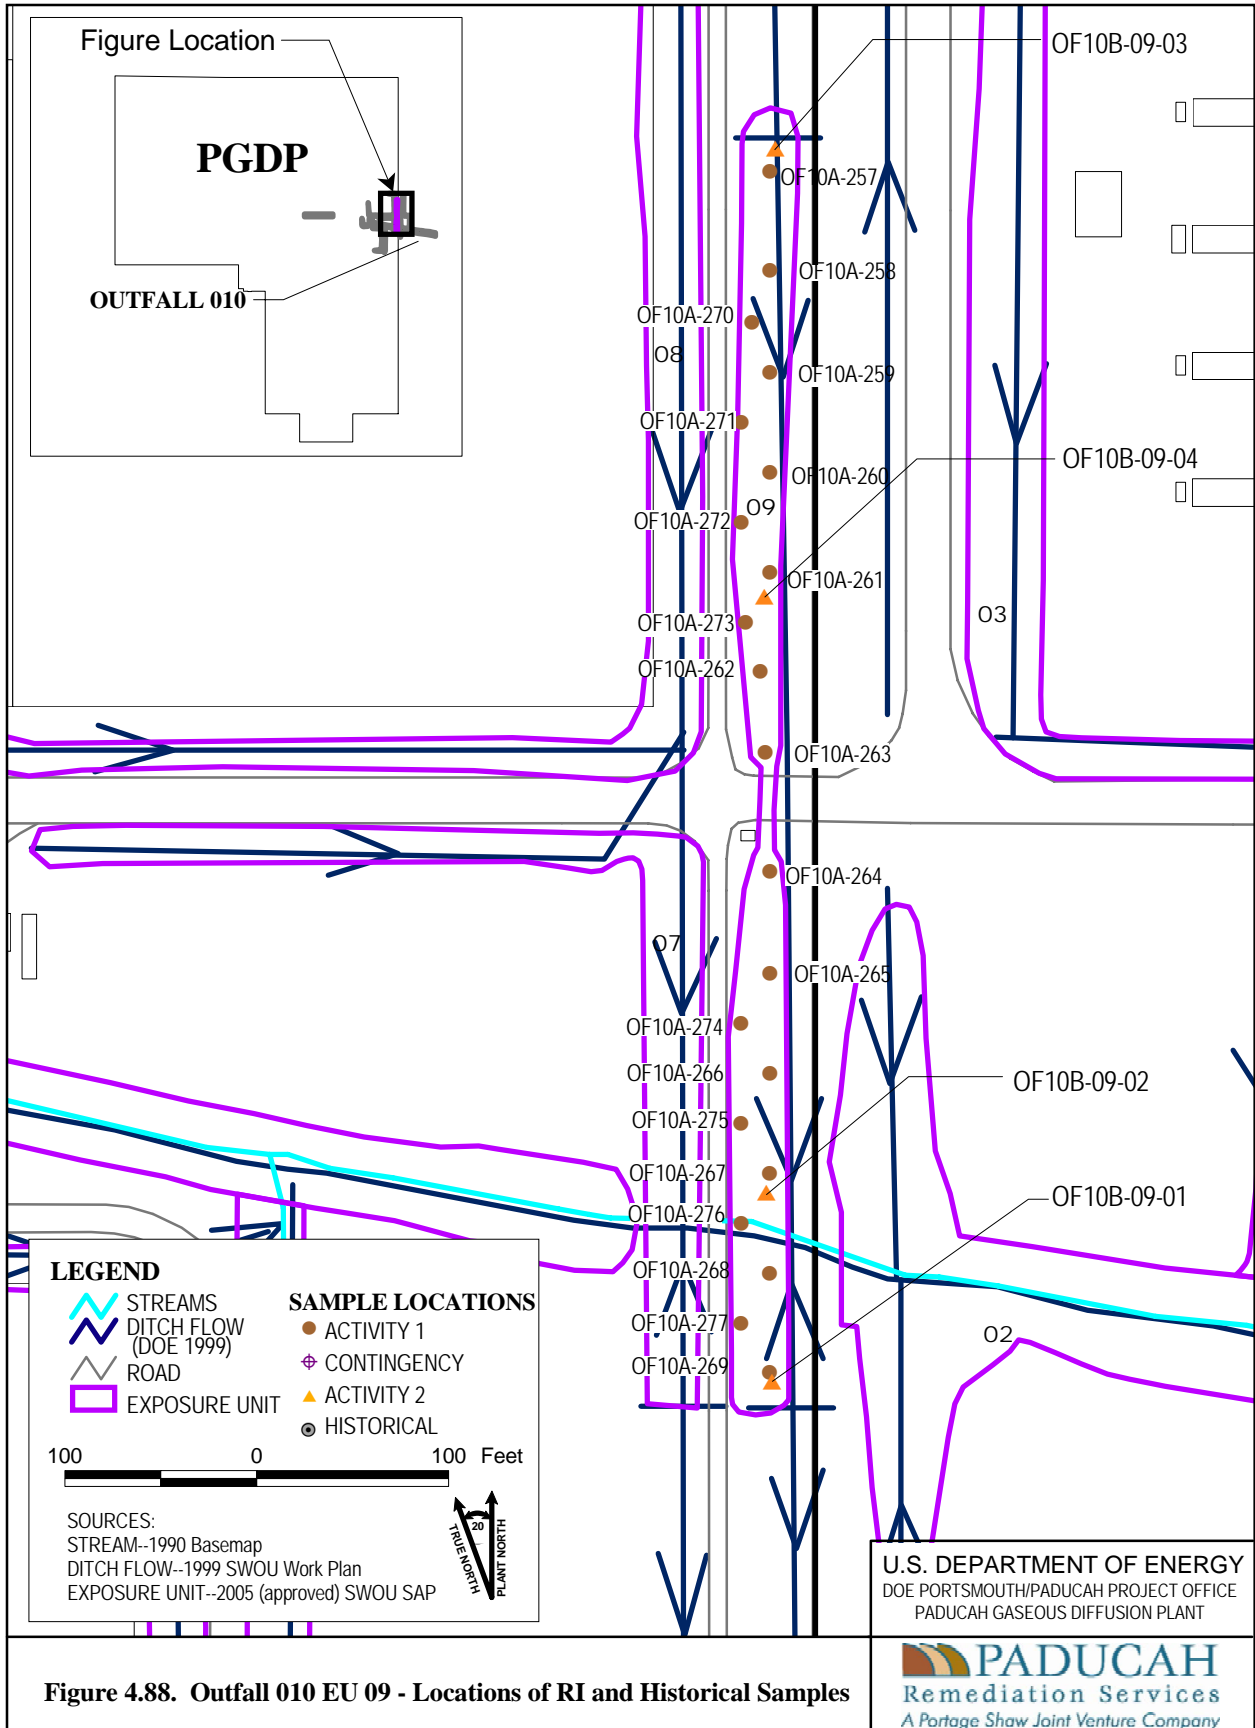 Figure Location
PGDP
OUTFALL 010
OF10B-09-03
OF10A-257
OF10A-258
OF10A-270
08
OF10A-259
OF10A-271
OF10B-09-04
OF10A-260
09
OF10A-272
OF10A-261
03
OF10A-273
OF10A-262
OF10A-263
OF10A-264
07
OF10A-265
OF10A-274
OF10A-266
OF10B-09-02
OF10A-275
OF10A-267
OF10B-09-01
OF10A-276
OF10A-268
OF10A-277
02
OF10A-269
LEGEND
STREAMS
DITCH FLOW
(DOE 1999)
ROAD
EXPOSURE UNIT
SAMPLE LOCATIONS
ACTIVITY 1
CONTINGENCY
ACTIVITY 2
HISTORICAL
100 0 100 Feet
SOURCES:
STREAM--1990 Basemap
DITCH FLOW--1999 SWOU Work Plan
EXPOSURE UNIT--2005 (approved) SWOU SAP
TRUE NORTH
20
PLANT NORTH
U.S. DEPARTMENT OF ENERGY
DOE PORTSMOUTH/PADUCAH PROJECT OFFICE
PADUCAH GASEOUS DIFFUSION PLANT
Figure 4.88. Outfall 010 EU 09 - Locations of RI and Historical Samples
PADUCAH
Remediation Services
A Portage Shaw Joint Venture Company